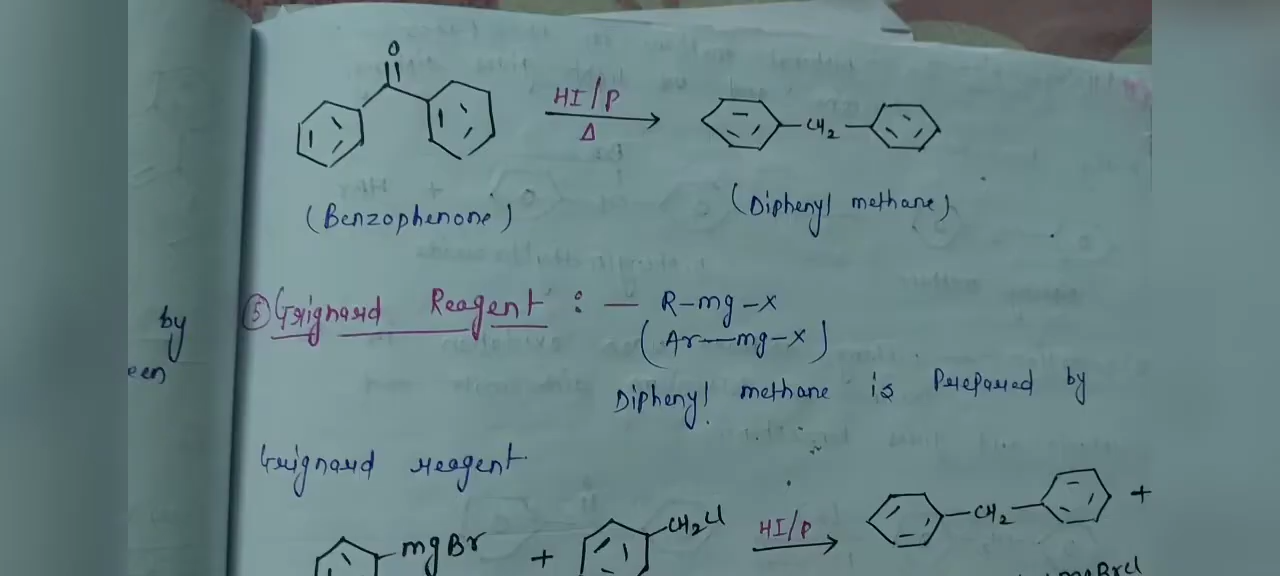 O
HI/P
Δ
CH2
(Benzophenone)
(Diphenyl methane)
by
een
⑤ Grignard Reagent : — R-mg-X
(Ar—mg-X)
Diphenyl methane is Prepared by
Grignard reagent
mgBr + CH2Cl HI/P CH2 +
mgBrCl